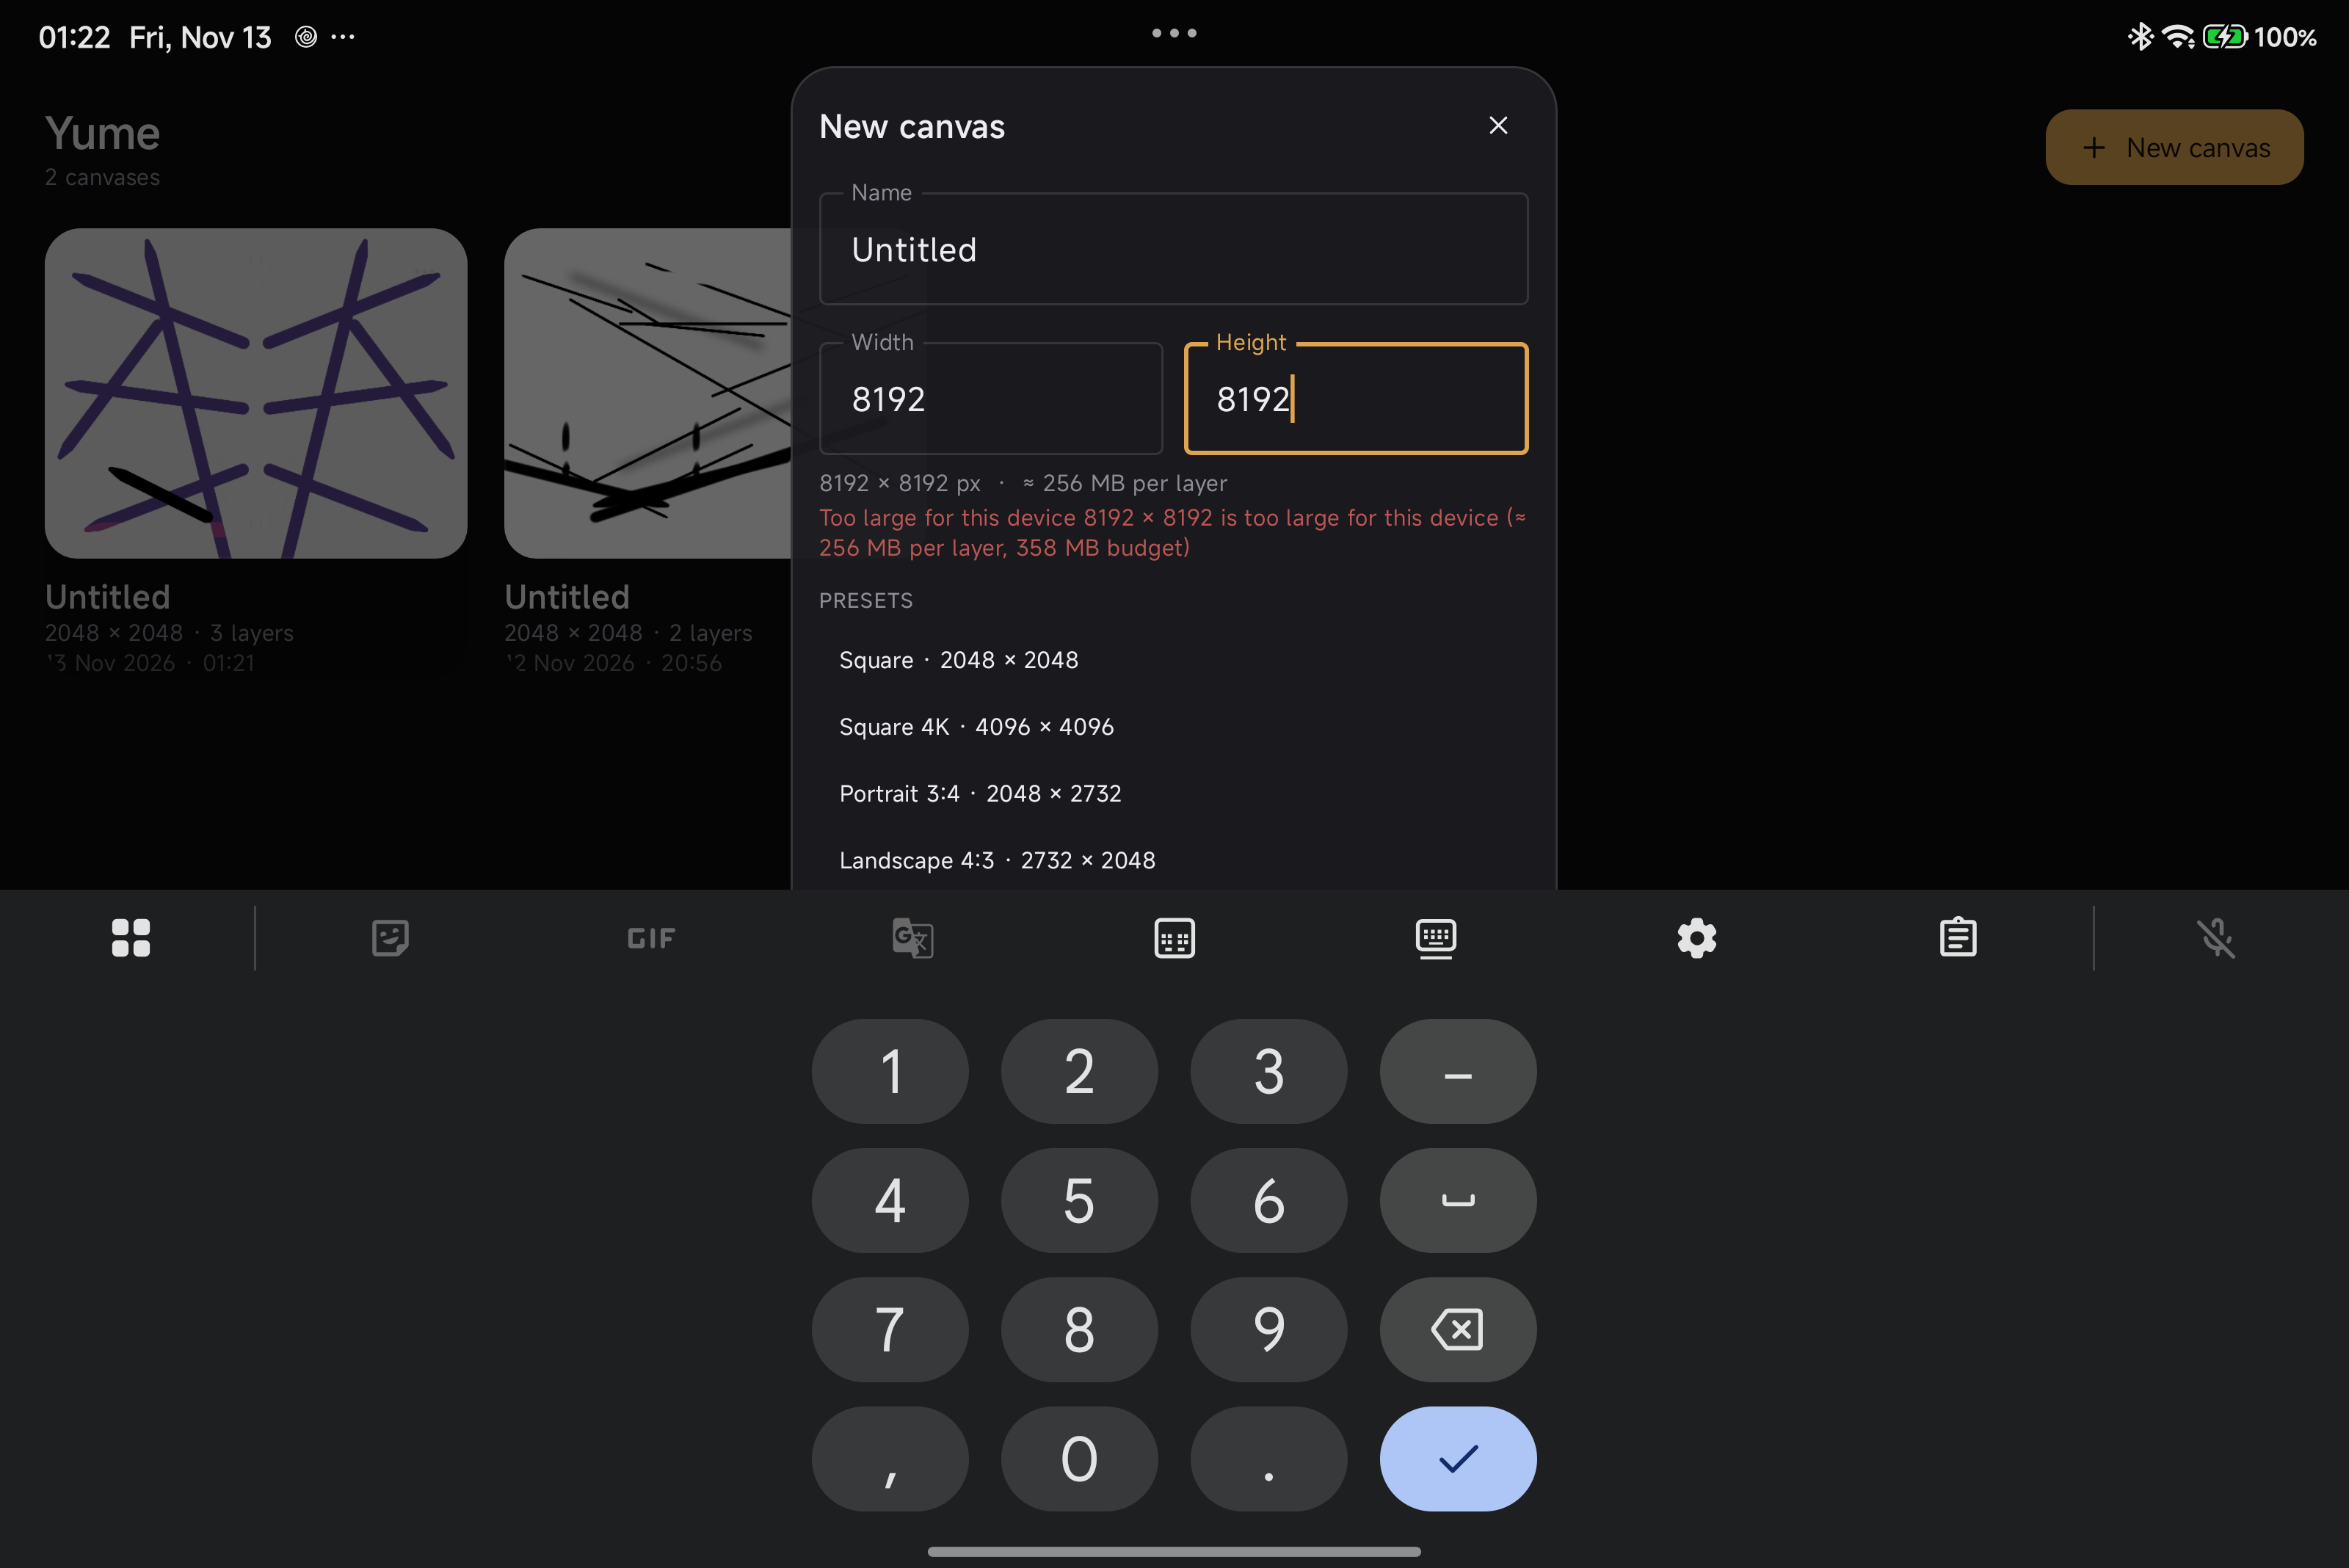 01:22 Fri, Nov 13
100%
Yume
2 canvases
New canvas
New canvas
Name
Untitled
Width
8192
Height
8192
8192 × 8192 px · ≈ 256 MB per layer
Too large for this device 8192 × 8192 is too large for this device (≈
256 MB per layer, 358 MB budget)
PRESETS
Square · 2048 × 2048
Square 4K · 4096 × 4096
Portrait 3:4 · 2048 × 2732
Landscape 4:3 · 2732 × 2048
Untitled
2048 × 2048 · 3 layers
13 Nov 2026 · 01:21
Untitled
2048 × 2048 · 2 layers
12 Nov 2026 · 20:56
GIF
G文
1 2 3 –
4 5 6
7 8 9
, 0 .